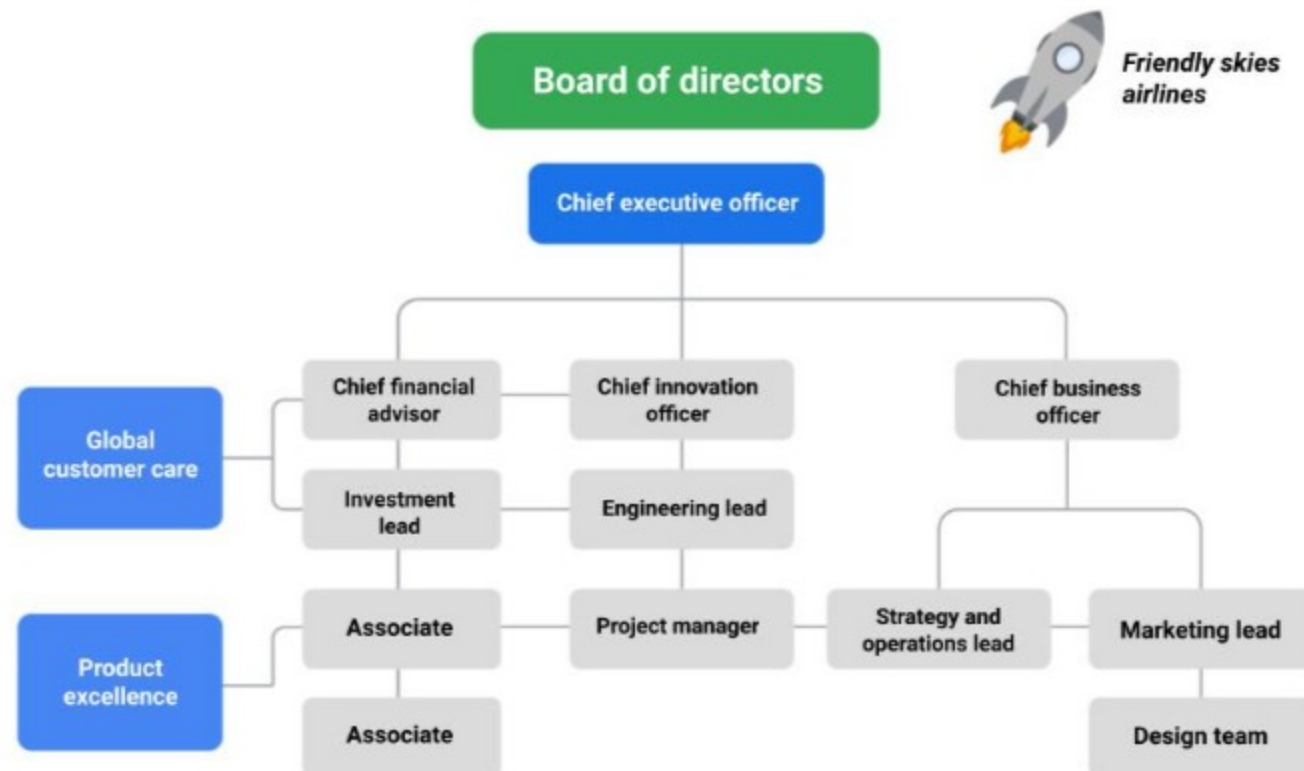 Board of directors
Friendly skies
airlines
Chief executive officer
Chief financial
advisor
Chief innovation
officer
Chief business
officer
Global
customer care
Investment
lead
Engineering lead
Associate
Project manager
Strategy and
operations lead
Marketing lead
Product
excellence
Associate
Design team